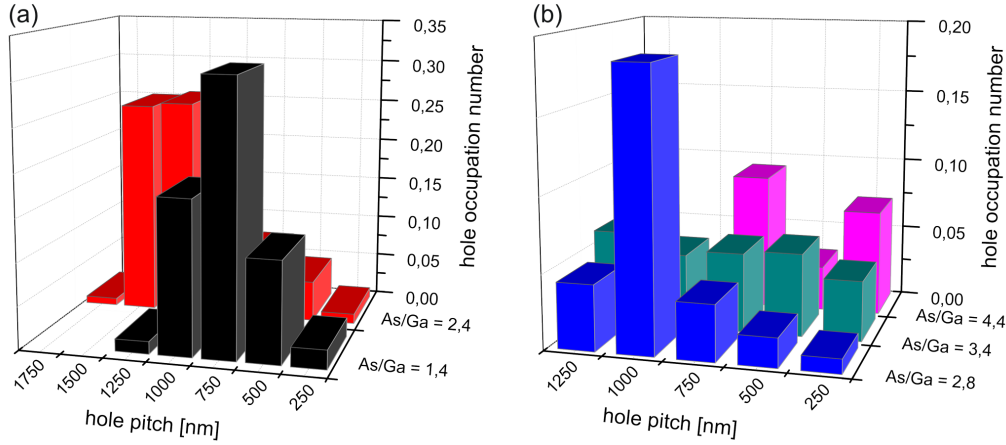 (a)
0,35
0,30
0,25
0,20
0,15
0,10
0,05
0,00
hole occupation number
As/Ga = 2,4
As/Ga = 1,4
1750
1500
1250
1000
750
500
250
hole pitch [nm]
(b)
0,20
0,15
0,10
0,05
0,00
hole occupation number
As/Ga = 4,4
As/Ga = 3,4
As/Ga = 2,8
1250
1000
750
500
250
hole pitch [nm]